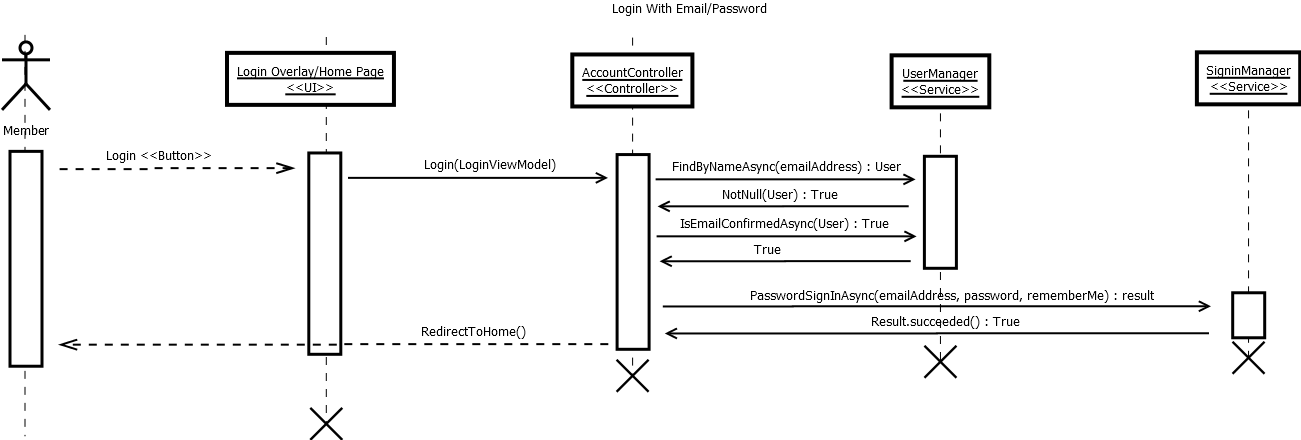 Login With Email/Password
Login Overlay/Home Page
<<UI>>
AccountController
<<Controller>>
UserManager
<<Service>>
SigninManager
<<Service>>
Member
Login <<Button>>
Login(LoginViewModel)
FindByNameAsync(emailAddress) : User
NotNull(User) : True
IsEmailConfirmedAsync(User) : True
True
PasswordSignInAsync(emailAddress, password, rememberMe) : result
Result.succeeded() : True
RedirectToHome()